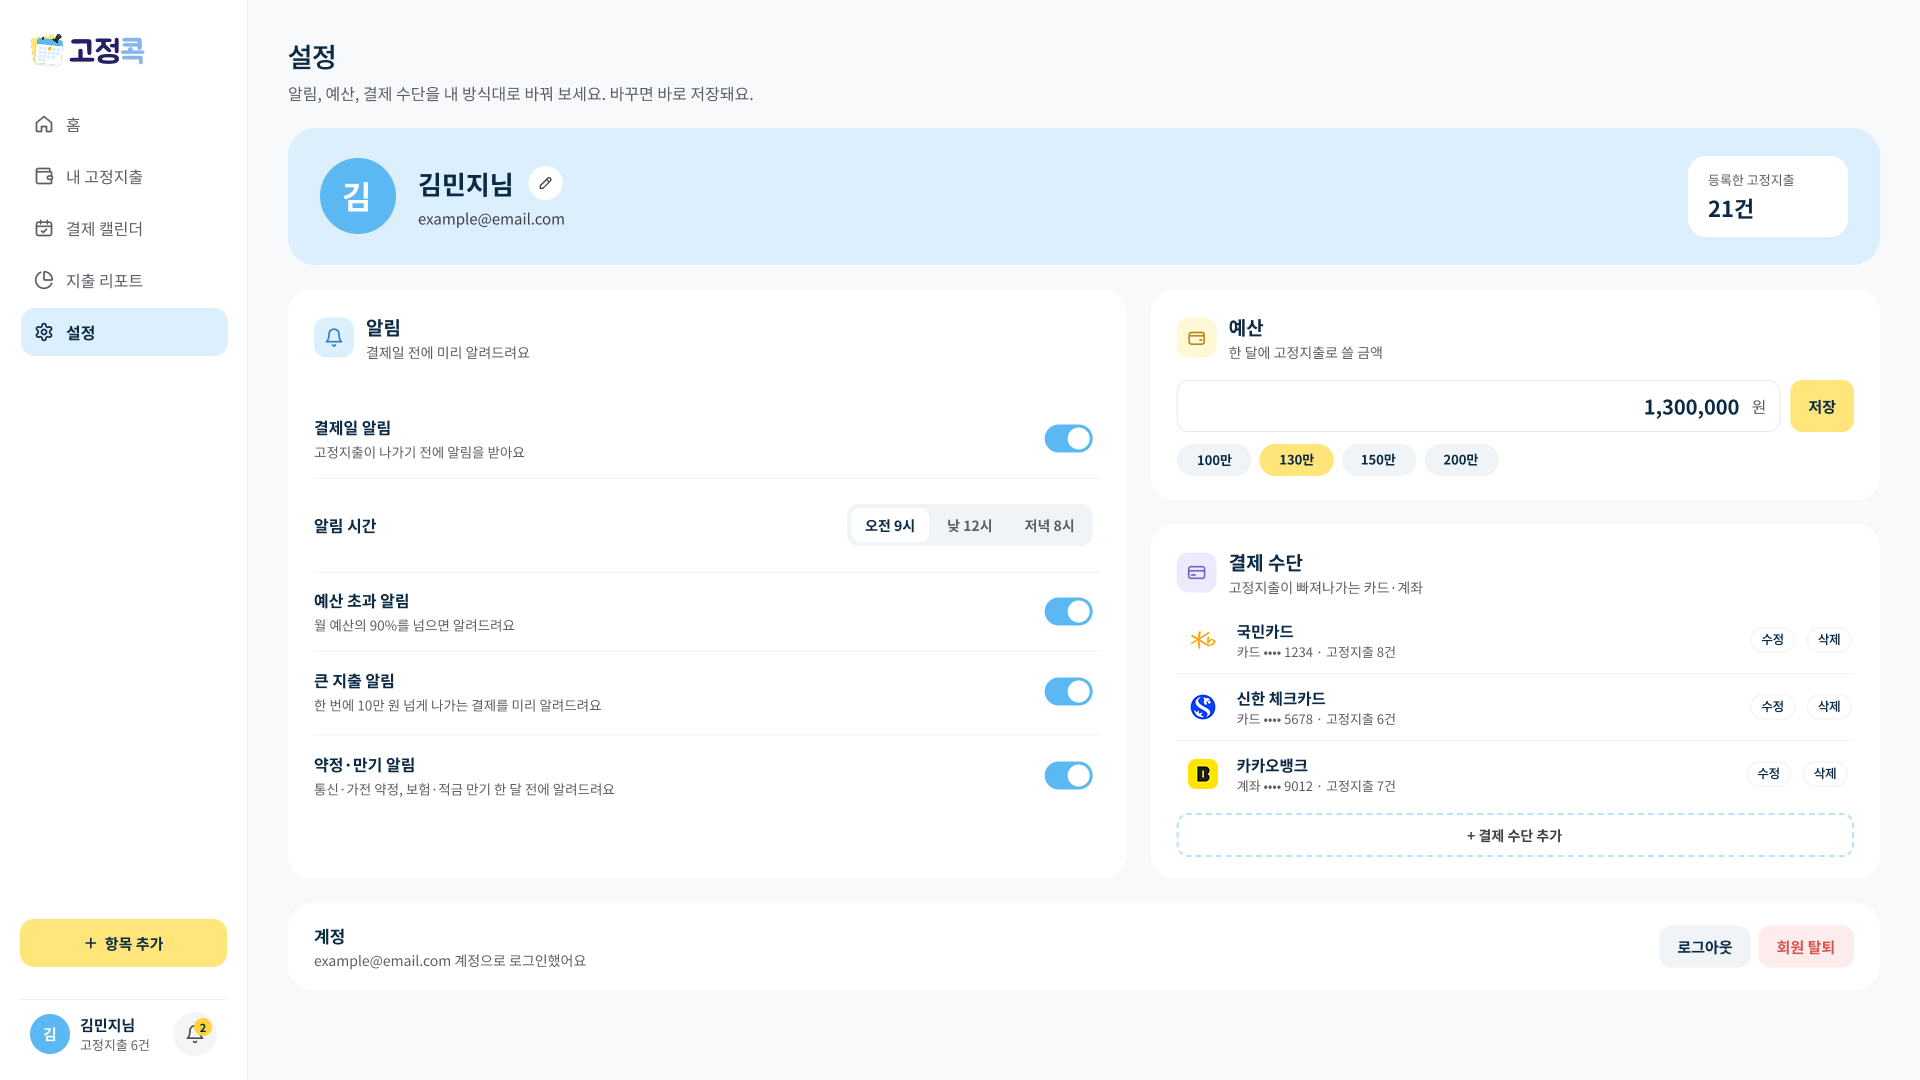 고정콕
홈
내 고정지출
결제 캘린더
지출 리포트
설정
+ 항목 추가
김
김민지님
고정지출 6건
2
설정
알림, 예산, 결제 수단을 내 방식대로 바꿔 보세요. 바꾸면 바로 저장돼요.
김
김민지님
example@email.com
등록한 고정지출
21건
알림
결제일 전에 미리 알려드려요
결제일 알림
고정지출이 나가기 전에 알림을 받아요
알림 시간
오전 9시 낮 12시 저녁 8시
예산 초과 알림
월 예산의 90%를 넘으면 알려드려요
큰 지출 알림
한 번에 10만 원 넘게 나가는 결제를 미리 알려드려요
약정·만기 알림
통신·가전 약정, 보험·적금 만기 한 달 전에 알려드려요
예산
한 달에 고정지출로 쓸 금액
1,300,000 원 저장
100만 130만 150만 200만
결제 수단
고정지출이 빠져나가는 카드·계좌
국민카드
카드 •••• 1234 · 고정지출 8건
수정 삭제
신한 체크카드
카드 •••• 5678 · 고정지출 6건
수정 삭제
카카오뱅크
계좌 •••• 9012 · 고정지출 7건
수정 삭제
+ 결제 수단 추가
계정
example@email.com 계정으로 로그인했어요
로그아웃 회원 탈퇴